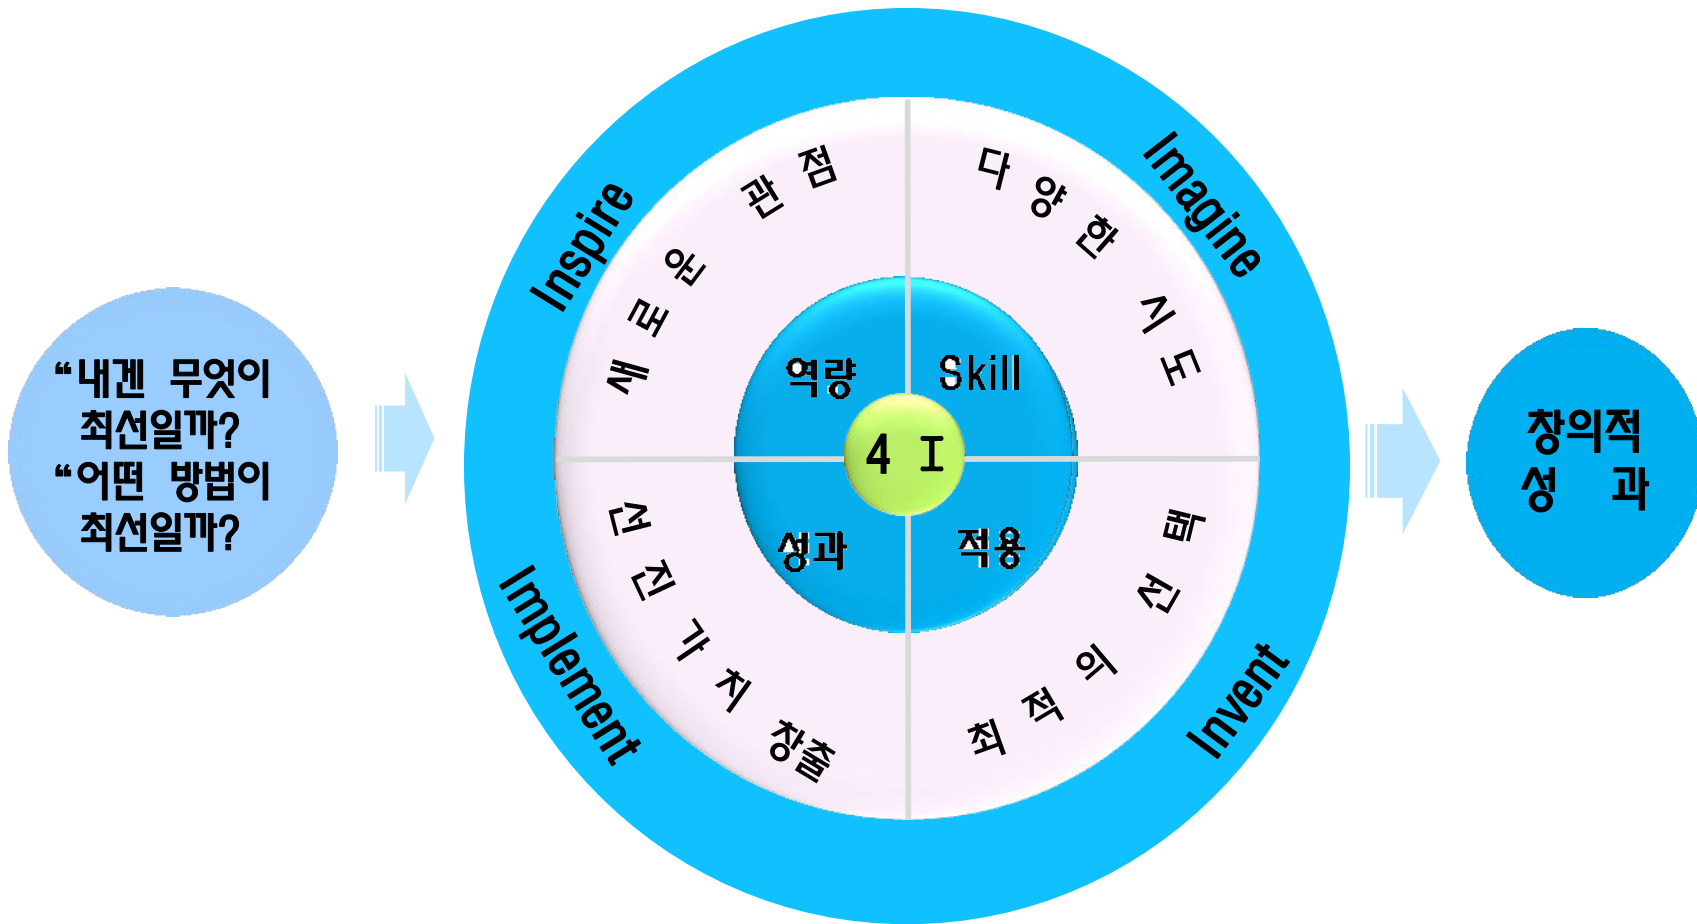 “내겐 무엇이
최선일까?
“어떤 방법이
최선일까?
Inspire
새로운 관점
Imagine
다양한 시도
역량
Skill
4 I
성과
적용
Implement
선진가치 창출
Invent
최적의 선택
창의적
성 과